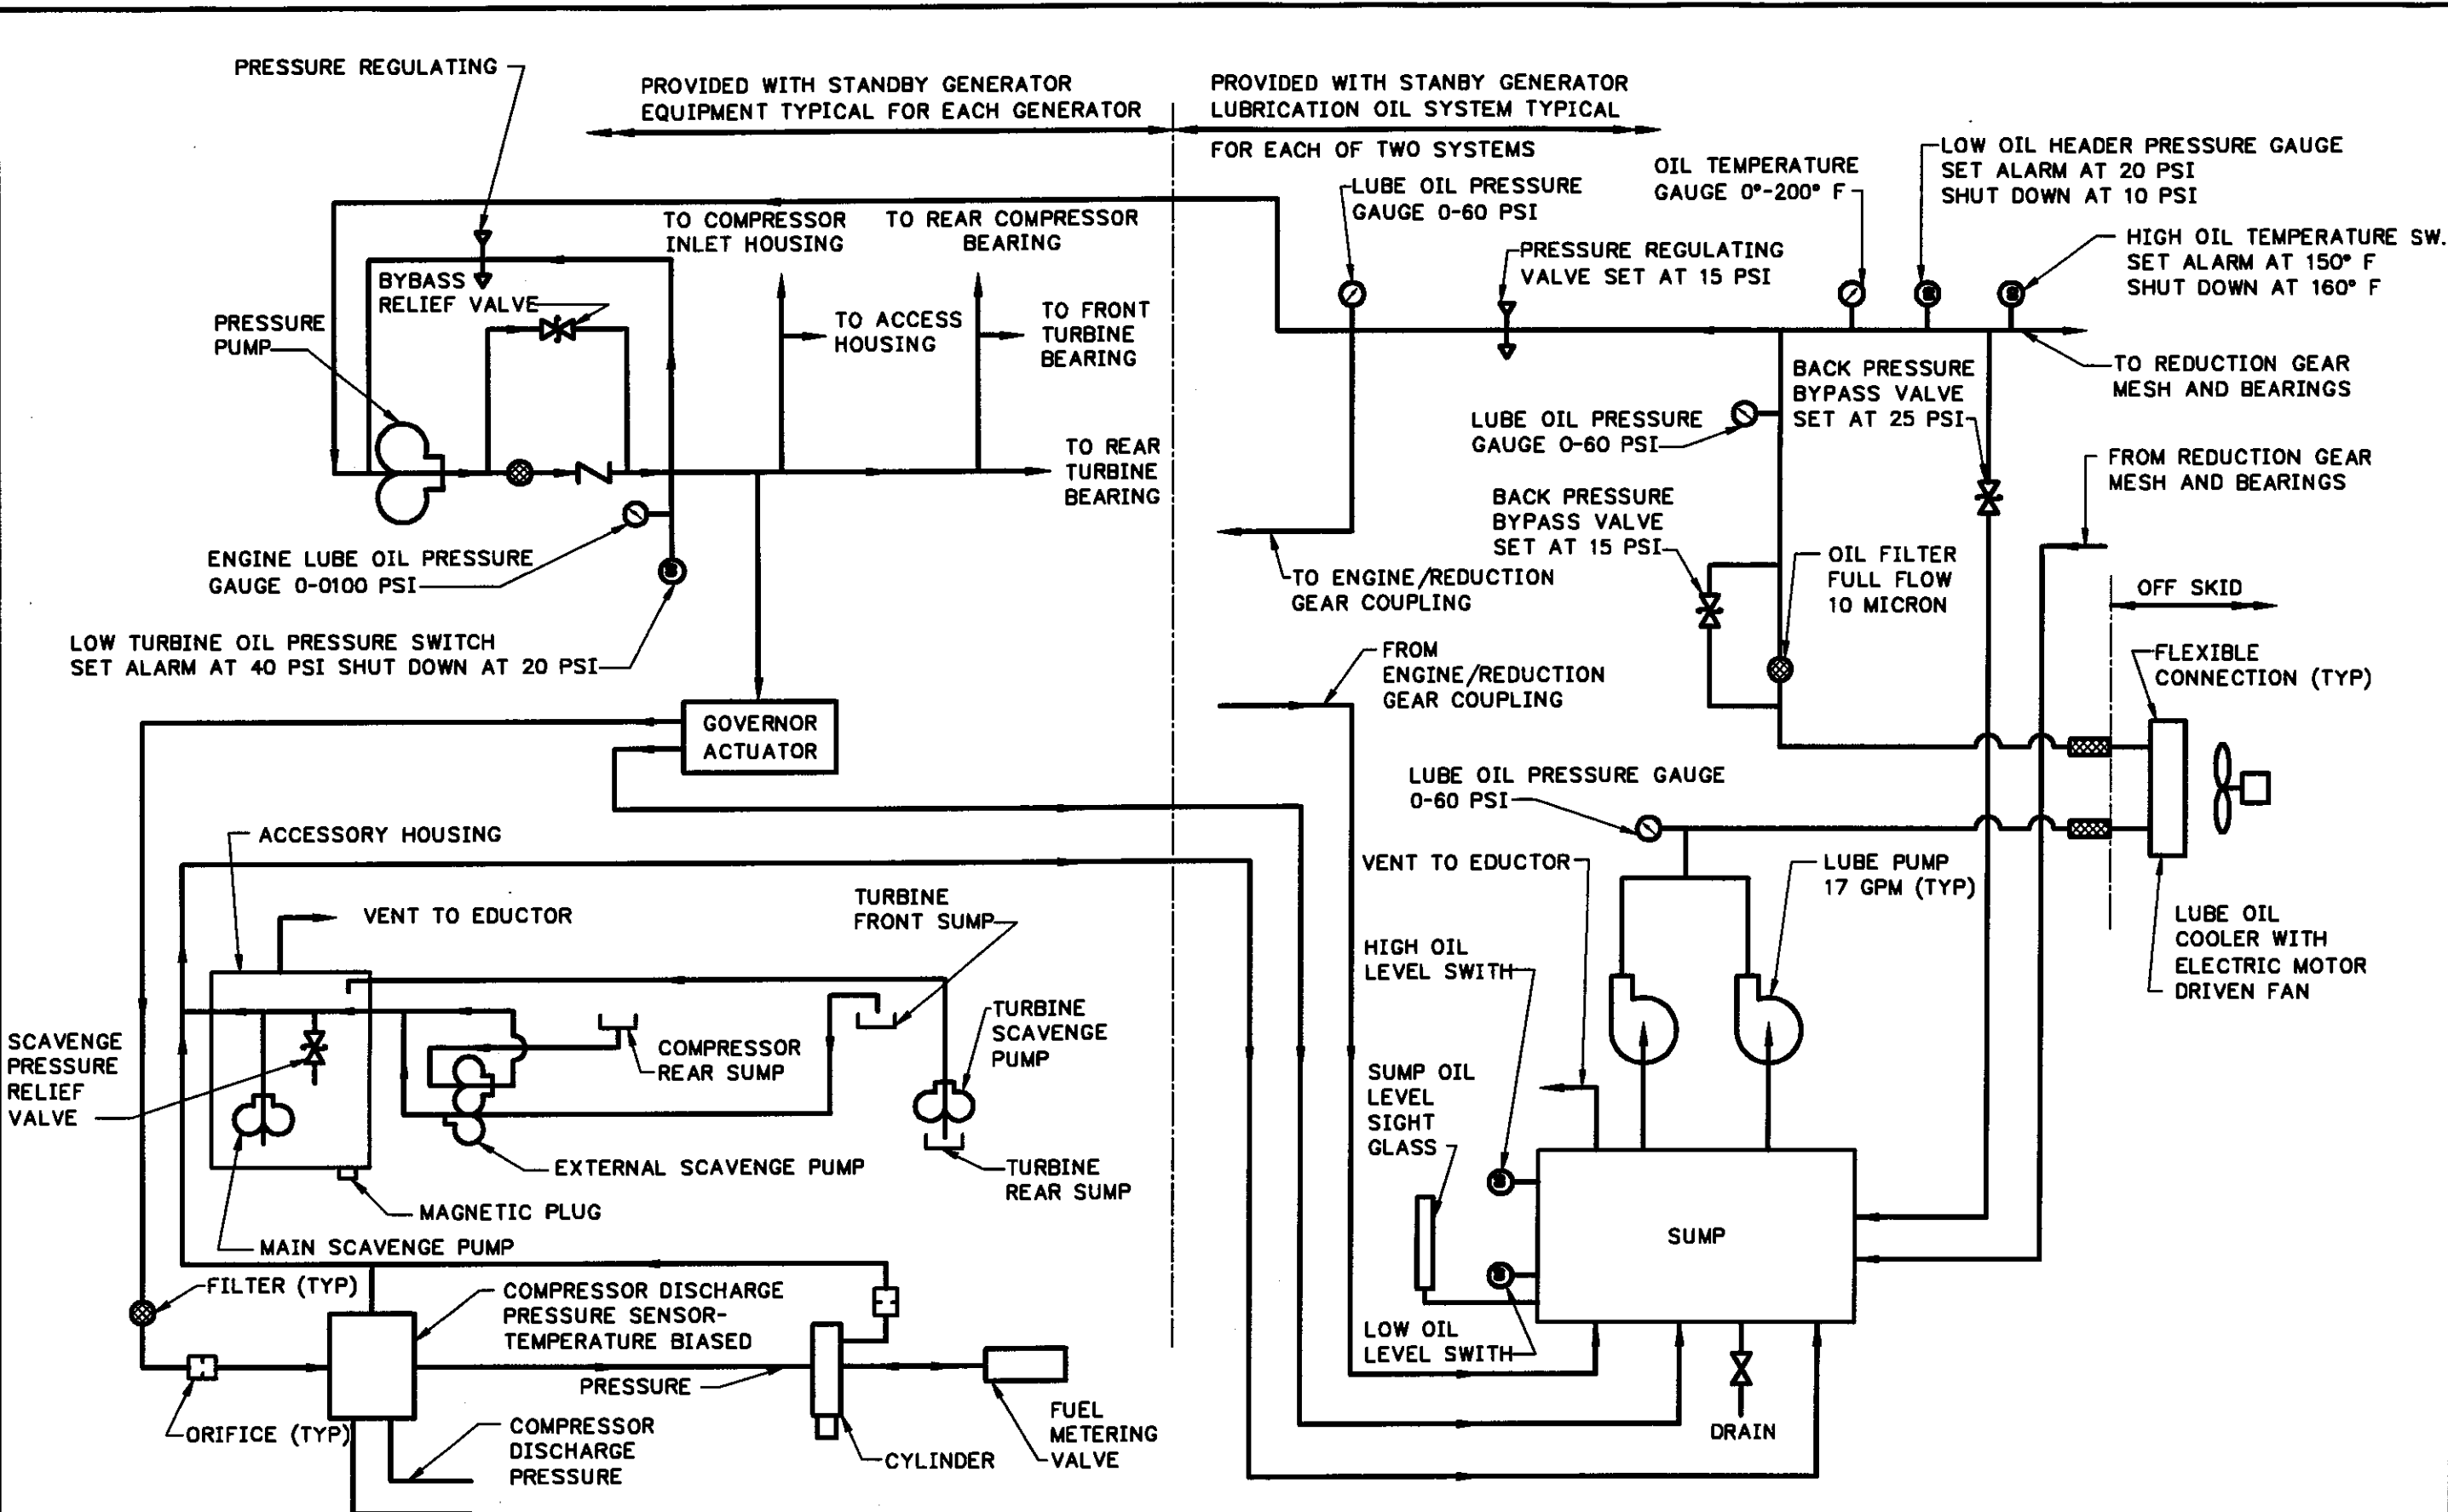 PRESSURE REGULATING
PROVIDED WITH STANDBY GENERATOR
EQUIPMENT TYPICAL FOR EACH GENERATOR
PROVIDED WITH STANBY GENERATOR
LUBRICATION OIL SYSTEM TYPICAL
FOR EACH OF TWO SYSTEMS
LUBE OIL PRESSURE
GAUGE 0-60 PSI
OIL TEMPERATURE
GAUGE 0°-200° F
LOW OIL HEADER PRESSURE GAUGE
SET ALARM AT 20 PSI
SHUT DOWN AT 10 PSI
HIGH OIL TEMPERATURE SW.
SET ALARM AT 150° F
SHUT DOWN AT 160° F
TO COMPRESSOR
INLET HOUSING
TO REAR COMPRESSOR
BEARING
PRESSURE REGULATING
VALVE SET AT 15 PSI
BYBASS
RELIEF VALVE
PRESSURE
PUMP
TO ACCESS
HOUSING
TO FRONT
TURBINE
BEARING
TO REDUCTION GEAR
MESH AND BEARINGS
BACK PRESSURE
BYPASS VALVE
SET AT 25 PSI
LUBE OIL PRESSURE
GAUGE 0-60 PSI
TO REAR
TURBINE
BEARING
FROM REDUCTION GEAR
MESH AND BEARINGS
BACK PRESSURE
BYPASS VALVE
SET AT 15 PSI
ENGINE LUBE OIL PRESSURE
GAUGE 0-0100 PSI
S
S
S
TO ENGINE/REDUCTION
GEAR COUPLING
OIL FILTER
FULL FLOW
10 MICRON
OFF SKID
LOW TURBINE OIL PRESSURE SWITCH
SET ALARM AT 40 PSI SHUT DOWN AT 20 PSI
FROM
ENGINE/REDUCTION
GEAR COUPLING
FLEXIBLE
CONNECTION (TYP)
GOVERNOR
ACTUATOR
LUBE OIL PRESSURE GAUGE
0-60 PSI
ACCESSORY HOUSING
VENT TO EDUCTOR
LUBE PUMP
17 GPM (TYP)
VENT TO EDUCTOR
TURBINE
FRONT SUMP
LUBE OIL
COOLER WITH
ELECTRIC MOTOR
DRIVEN FAN
HIGH OIL
LEVEL SWITH
TURBINE
SCAVENGE
PUMP
SCAVENGE
PRESSURE
RELIEF
VALVE
COMPRESSOR
REAR SUMP
SUMP OIL
LEVEL
SIGHT
GLASS
EXTERNAL SCAVENGE PUMP
TURBINE
REAR SUMP
S
MAGNETIC PLUG
SUMP
MAIN SCAVENGE PUMP
S
FILTER (TYP)
COMPRESSOR DISCHARGE
PRESSURE SENSOR-
TEMPERATURE BIASED
LOW OIL
LEVEL SWITH
PRESSURE
ORIFICE (TYP)
COMPRESSOR
DISCHARGE
PRESSURE
CYLINDER
FUEL
METERING
VALVE
DRAIN